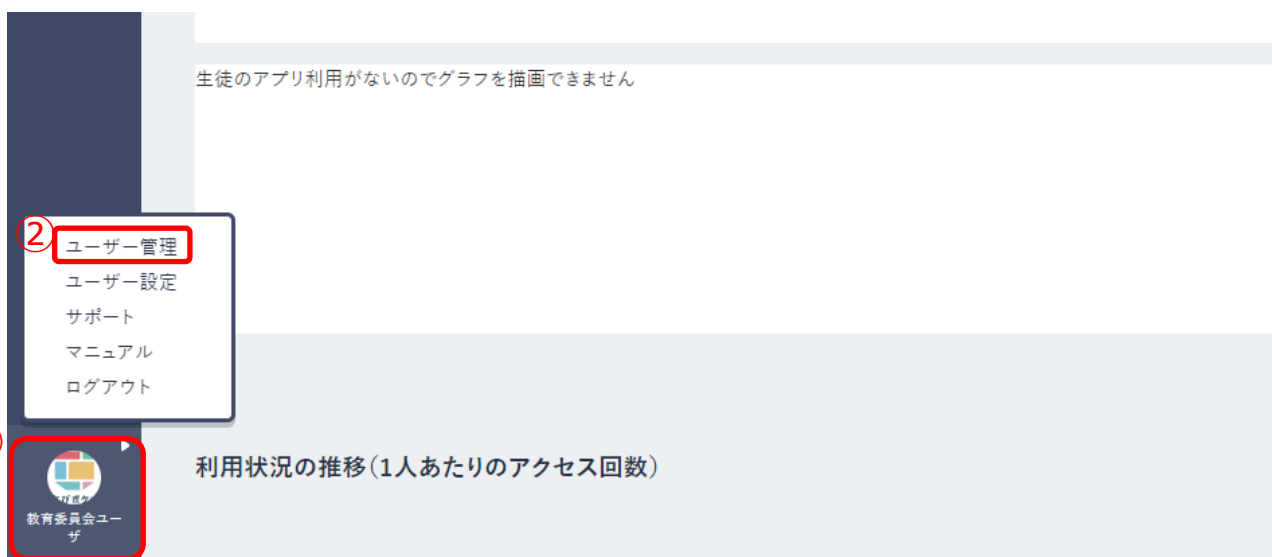 生徒のアプリ利用がないのでグラフを描画できません
②
ユーザー管理
ユーザー設定
サポート
マニュアル
ログアウト
利用状況の推移(1人あたりのアクセス回数)
教育委員会ユー
ザ